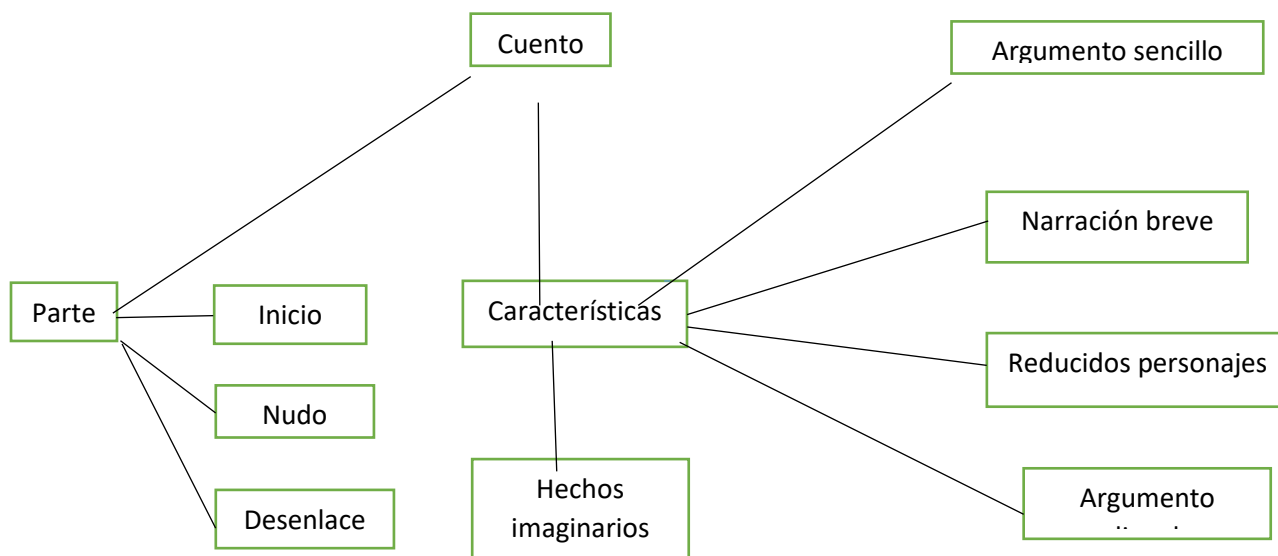 Cuento
Argumento sencillo
Narración breve
Parte
Inicio
Características
Reducidos personajes
Nudo
Desenlace
Hechos
imaginarios
Argumento